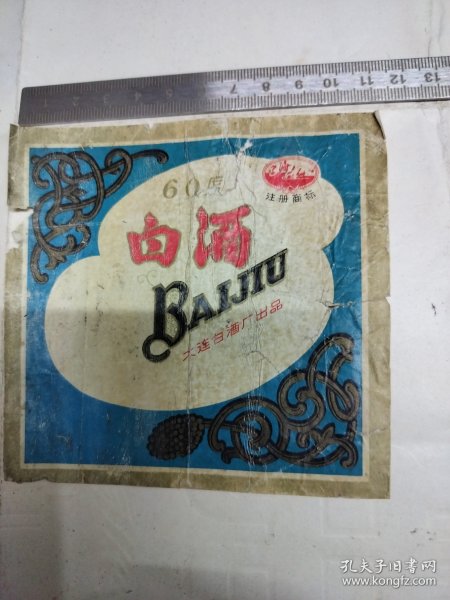 7 8 9 10 11 12 13
60度
注册商标
白酒
BAIJIU
大连白酒厂出品
孔夫子旧书网
www.kongfz.com